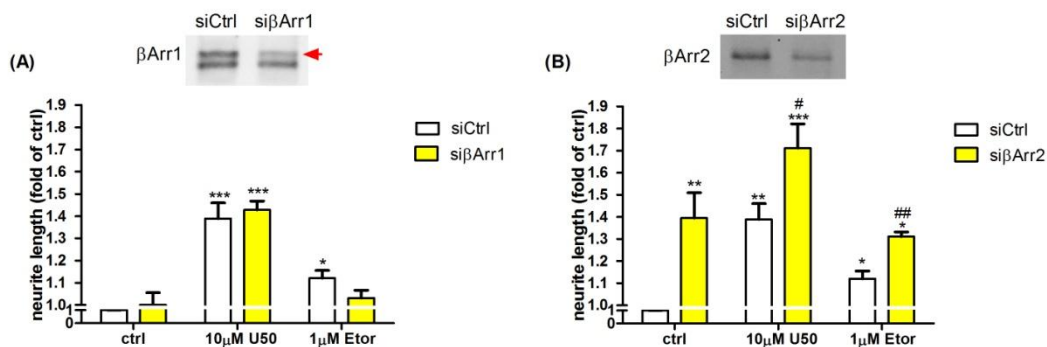 siCtrl siβArr1
βArr1
(A)
neurite length (fold of ctrl)
1.9
1.8
1.7
1.6
1.5
1.4
1.3
1.2
1.1
1.0
1
0
*** ***
*
siCtrl
siβArr1
ctrl 10μM U50 1μM Etor
siCtrl siβArr2
βArr2
(B)
neurite length (fold of ctrl)
1.9
1.8
1.7
1.6
1.5
1.4
1.3
1.2
1.1
1.0
1
0
**
**
#
***
*
##
*
siCtrl
siβArr2
ctrl 10μM U50 1μM Etor